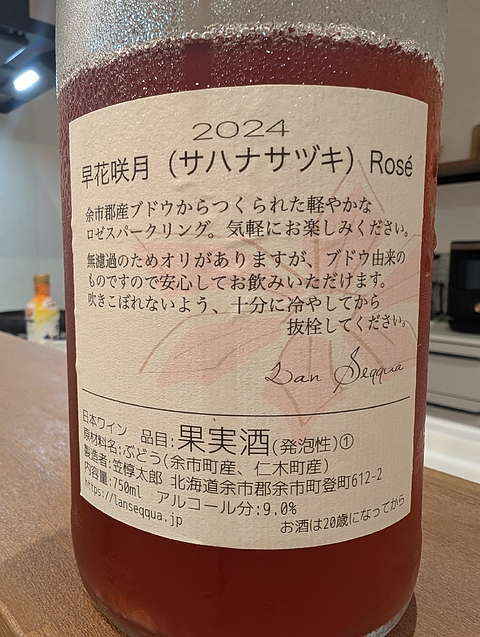 2024
早花咲月（サハナサヅキ）Rosé
余市郡産ブドウからつくられた軽やかな
ロゼスパークリング。気軽にお楽しみください。
無濾過のためオリがありますが、ブドウ由来の
ものですので安心してお飲みいただけます。
吹きこぼれないよう、十分に冷やしてから
抜栓してください。
Lan Seqqua
日本ワイン 品目:果実酒(発泡性)①
原材料名:ぶどう(余市町産、仁木町産)
製造者:笠惇太郎 北海道余市郡余市町登町612-2
内容量:750ml アルコール分:9.0%
https://lanseqqua.jp
お酒は20歳になってから